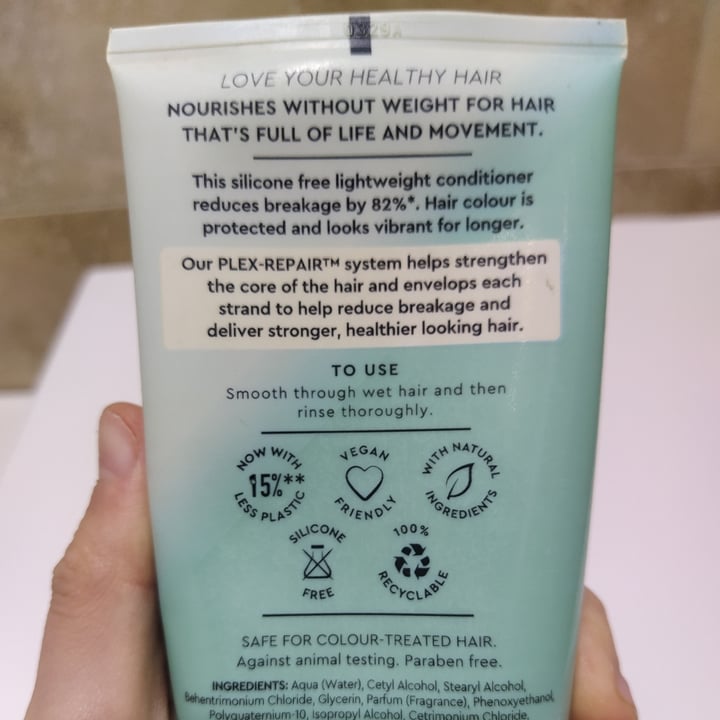 0329A
LOVE YOUR HEALTHY HAIR
NOURISHES WITHOUT WEIGHT FOR HAIR
THAT'S FULL OF LIFE AND MOVEMENT.
This silicone free lightweight conditioner
reduces breakage by 82%*. Hair colour is
protected and looks vibrant for longer.
Our PLEX-REPAIR™ system helps strengthen
the core of the hair and envelops each
strand to help reduce breakage and
deliver stronger, healthier looking hair.
TO USE
Smooth through wet hair and then
rinse thoroughly.
NOW WITH
15%**
LESS PLASTIC
VEGAN
FRIENDLY
WITH NATURAL
INGREDIENTS
SILICONE
FREE
100%
RECYCLABLE
SAFE FOR COLOUR-TREATED HAIR.
Against animal testing. Paraben free.
INGREDIENTS: Aqua (Water), Cetyl Alcohol, Stearyl Alcohol,
Behentrimonium Chloride, Glycerin, Parfum (Fragrance), Phenoxyethanol,
Polyquaternium-10, Isopropyl Alcohol, Cetrimonium Chloride,